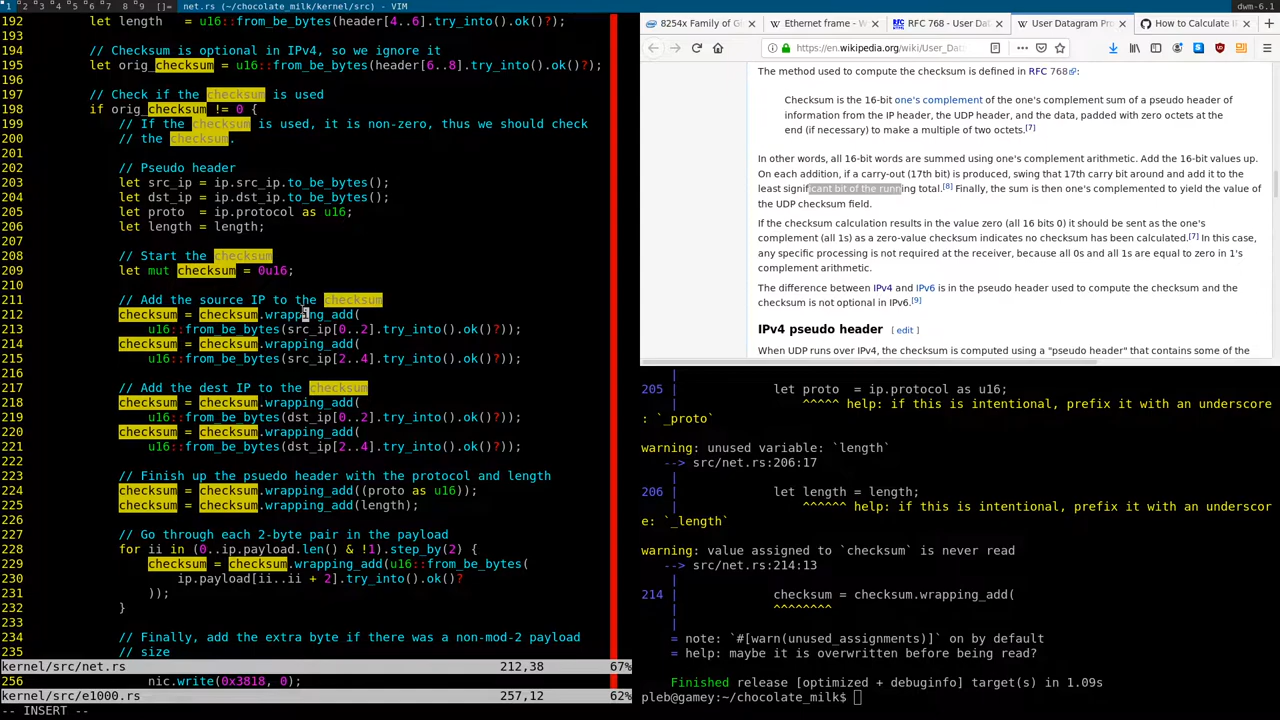 1 2 3 4 5 6 7 8 9 []= net.rs (~/chocolate_milk/kernel/src) - VIM dwm-6.1
192 let length   = u16::from_be_bytes(header[4..6].try_into().ok()?);
193
194 // Checksum is optional in IPv4, so we ignore it
195 let orig_checksum = u16::from_be_bytes(header[6..8].try_into().ok()?);
196
197 // Check if the checksum is used
198 if orig_checksum != 0 {
199 // If the checksum is used, it is non-zero, thus we should check
200 // the checksum.
201
202 // Pseudo header
203 let src_ip = ip.src_ip.to_be_bytes();
204 let dst_ip = ip.dst_ip.to_be_bytes();
205 let proto  = ip.protocol as u16;
206 let length = length;
207
208 // Start the checksum
209 let mut checksum = 0u16;
210
211 // Add the source IP to the checksum
212 checksum = checksum.wrapping_add(
213 u16::from_be_bytes(src_ip[0..2].try_into().ok()?));
214 checksum = checksum.wrapping_add(
215 u16::from_be_bytes(src_ip[2..4].try_into().ok()?));
216
217 // Add the dest IP to the checksum
218 checksum = checksum.wrapping_add(
219 u16::from_be_bytes(dst_ip[0..2].try_into().ok()?));
220 checksum = checksum.wrapping_add(
221 u16::from_be_bytes(dst_ip[2..4].try_into().ok()?));
222
223 // Finish up the psuedo header with the protocol and length
224 checksum = checksum.wrapping_add((proto as u16));
225 checksum = checksum.wrapping_add(length);
226
227 // Go through each 2-byte pair in the payload
228 for ii in (0..ip.payload.len() & !1).step_by(2) {
229 checksum = checksum.wrapping_add(u16::from_be_bytes(
230 ip.payload[ii..ii + 2].try_into().ok()?
231 ));
232 }
233
234 // Finally, add the extra byte if there was a non-mod-2 payload
235 // size
kernel/src/net.rs 212,38 67%
256 nic.write(0x3818, 0);
kernel/src/e1000.rs 257,12 62%
-- INSERT --
8254x Family of G Ethernet frame - W RFC 768 - User Dat User Datagram Pro How to Calculate I
https://en.wikipedia.org/wiki/User_Dat
The method used to compute the checksum is defined in RFC 768:
Checksum is the 16-bit one's complement of the one's complement sum of a pseudo header of
information from the IP header, the UDP header, and the data, padded with zero octets at the
end (if necessary) to make a multiple of two octets.[7]
In other words, all 16-bit words are summed using one's complement arithmetic. Add the 16-bit values up.
On each addition, if a carry-out (17th bit) is produced, swing that 17th carry bit around and add it to the
least significant bit of the running total.[8] Finally, the sum is then one's complemented to yield the value of
the UDP checksum field.
If the checksum calculation results in the value zero (all 16 bits 0) it should be sent as the one's
complement (all 1s) as a zero-value checksum indicates no checksum has been calculated.[7] In this case,
any specific processing is not required at the receiver, because all 0s and all 1s are equal to zero in 1's
complement arithmetic.
The difference between IPv4 and IPv6 is in the pseudo header used to compute the checksum and the
checksum is not optional in IPv6.[9]
IPv4 pseudo header [ edit ]
When UDP runs over IPv4, the checksum is computed using a "pseudo header" that contains some of the
|
205 let proto  = ip.protocol as u16;
| ^^^^^ help: if this is intentional, prefix it with an underscore
: `_proto`
warning: unused variable: `length`
--> src/net.rs:206:17
|
206 let length = length;
| ^^^^^^ help: if this is intentional, prefix it with an underscor
e: `_length`
warning: value assigned to `checksum` is never read
--> src/net.rs:214:13
|
214 checksum = checksum.wrapping_add(
| ^^^^^^^^
|
= note: `#[warn(unused_assignments)]` on by default
= help: maybe it is overwritten before being read?
Finished release [optimized + debuginfo] target(s) in 1.09s
pleb@gamey:~/chocolate_milk$